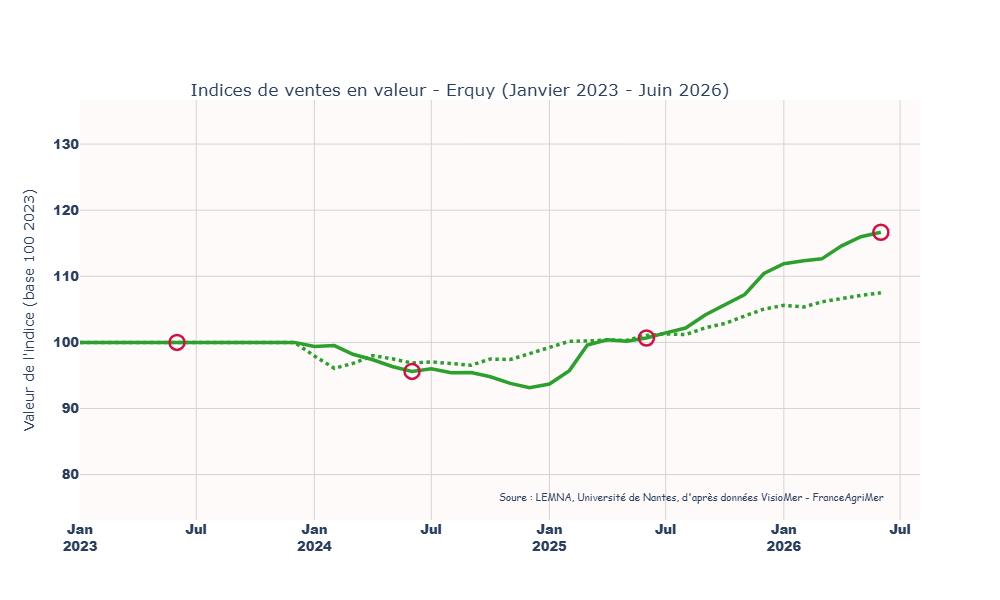 Indices de ventes en valeur - Erquy (Janvier 2023 - Juin 2026)
Valeur de l'indice (base 100 2023)
130
120
110
100
90
80
Soure : LEMNA, Université de Nantes, d'après données VisioMer - FranceAgriMer
Jan Jul Jan Jul Jan Jul Jan Jul
2023 2024 2025 2026